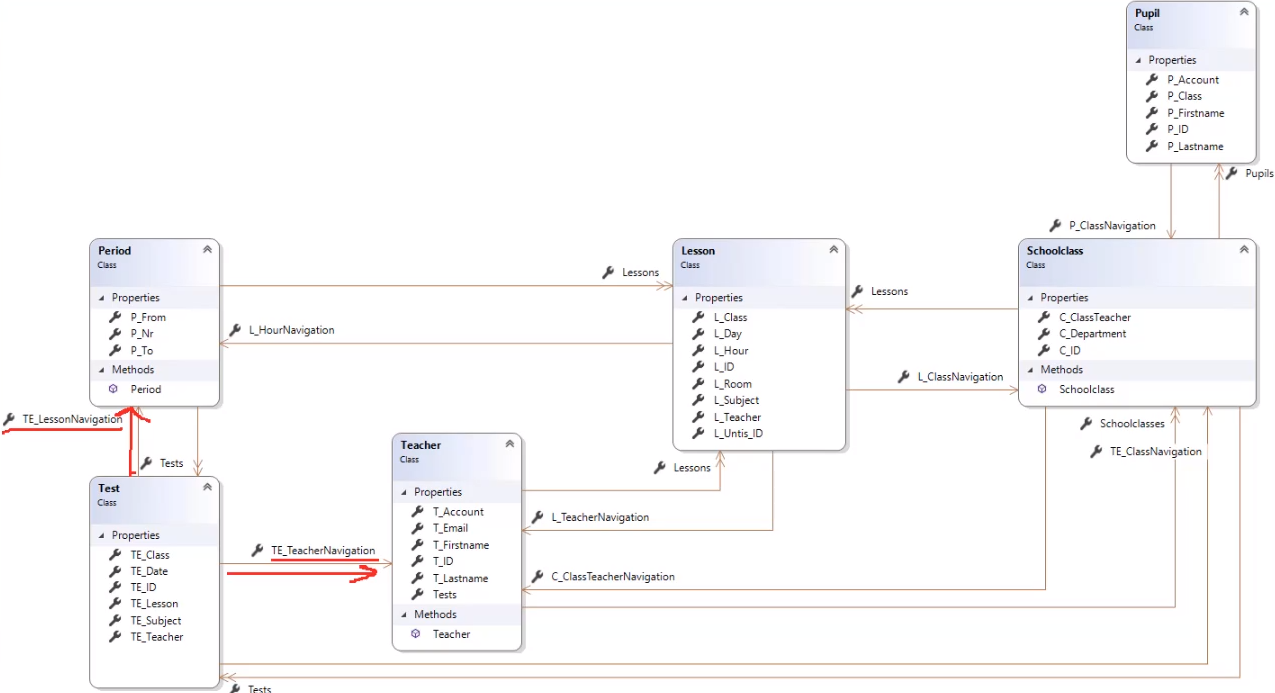 Pupil
Class
Properties
P_Account
P_Class
P_Firstname
P_ID
P_Lastname
Pupils
P_ClassNavigation
Period
Class
Properties
P_From
P_Nr
P_To
Methods
Period
Lessons
L_HourNavigation
Lesson
Class
Properties
L_Class
L_Day
L_Hour
L_ID
L_Room
L_Subject
L_Teacher
L_Untis_ID
Lessons
L_ClassNavigation
Schoolclass
Class
Properties
C_ClassTeacher
C_Department
C_ID
Methods
Schoolclass
Schoolclasses
TE_ClassNavigation
TE_LessonNavigation
Tests
Test
Class
Properties
TE_Class
TE_Date
TE_ID
TE_Lesson
TE_Subject
TE_Teacher
TE_TeacherNavigation
Teacher
Class
Properties
T_Account
T_Email
T_Firstname
T_ID
T_Lastname
Tests
Methods
Teacher
Lessons
L_TeacherNavigation
C_ClassTeacherNavigation
Tests